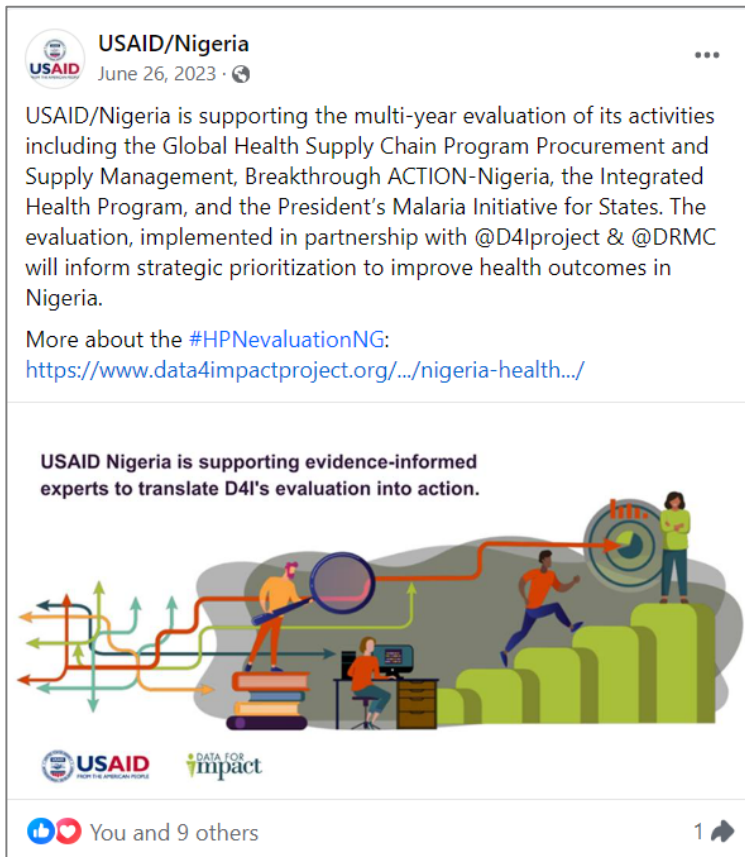 USAID
FROM THE AMERICAN PEOPLE
USAID/Nigeria
June 26, 2023 ·
USAID/Nigeria is supporting the multi-year evaluation of its activities
including the Global Health Supply Chain Program Procurement and
Supply Management, Breakthrough ACTION-Nigeria, the Integrated
Health Program, and the President's Malaria Initiative for States. The
evaluation, implemented in partnership with @D4Iproject & @DRMC
will inform strategic prioritization to improve health outcomes in
Nigeria.
More about the #HPNevaluationNG:
https://www.data4impactproject.org/.../nigeria-health.../
USAID Nigeria is supporting evidence-informed
experts to translate D4I's evaluation into action.
USAID
FROM THE AMERICAN PEOPLE
DATA FOR
impact
You and 9 others
1